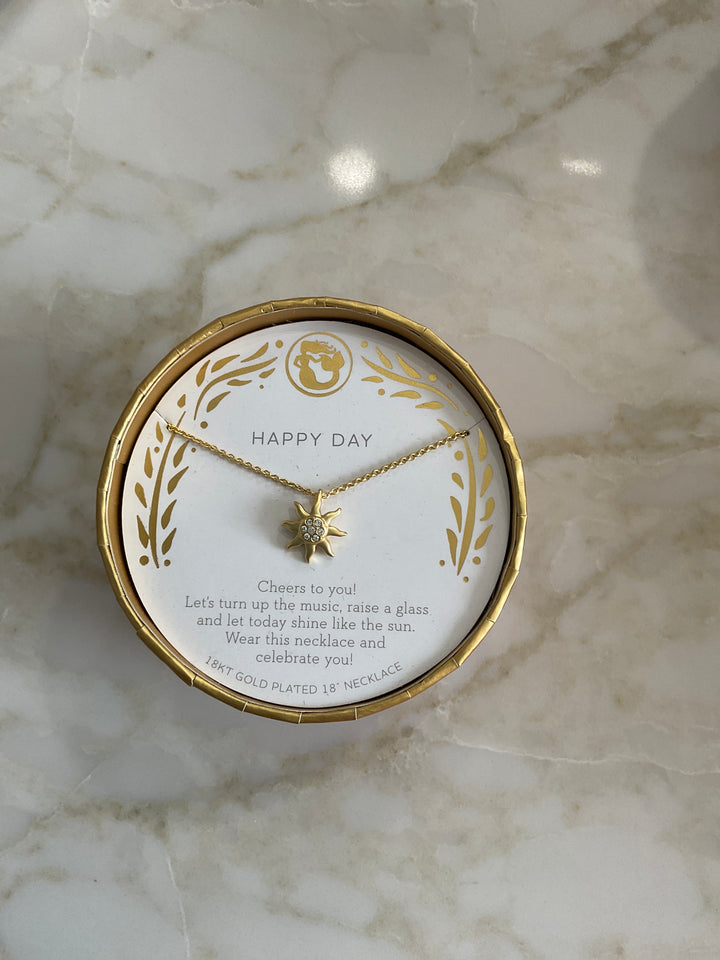 HAPPY DAY
Cheers to you!
Let's turn up the music, raise a glass
and let today shine like the sun.
Wear this necklace and
celebrate you!
18KT GOLD PLATED 18" NECKLACE